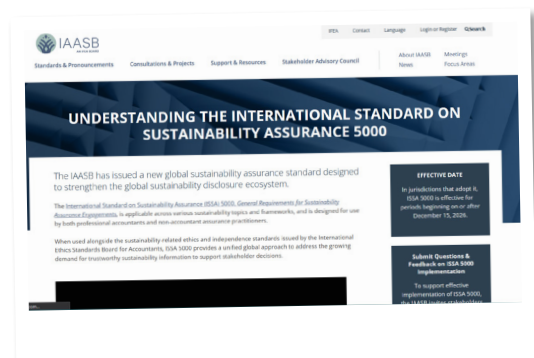 IFEA Contact Language Login or Register Search
IAASB
Standards & Pronouncements Consultations & Projects Support & Resources Stakeholder Advisory Council
About IAASB Meetings
News Focus Areas
UNDERSTANDING THE INTERNATIONAL STANDARD ON
SUSTAINABILITY ASSURANCE 5000
The IAASB has issued a new global sustainability assurance standard designed
to strengthen the global sustainability disclosure ecosystem.
The International Standard on Sustainability Assurance (ISSA) 5000, General Requirements for Sustainability
Assurance Engagements, is applicable across various sustainability topics and frameworks, and is designed for use
by both professional accountants and non-accountant assurance practitioners.
When used alongside the sustainability-related ethics and independence standards issued by the International
Ethics Standards Board for Accountants, ISSA 5000 provides a unified global approach to address the growing
demand for trustworthy sustainability information to support stakeholder decisions.
EFFECTIVE DATE
In jurisdictions that adopt it,
ISSA 5000 is effective for
periods beginning on or after
December 15, 2026.
Submit Questions &
Feedback on ISSA 5000
Implementation
To support effective
implementation of ISSA 5000,
the IAASB invites stakeholders